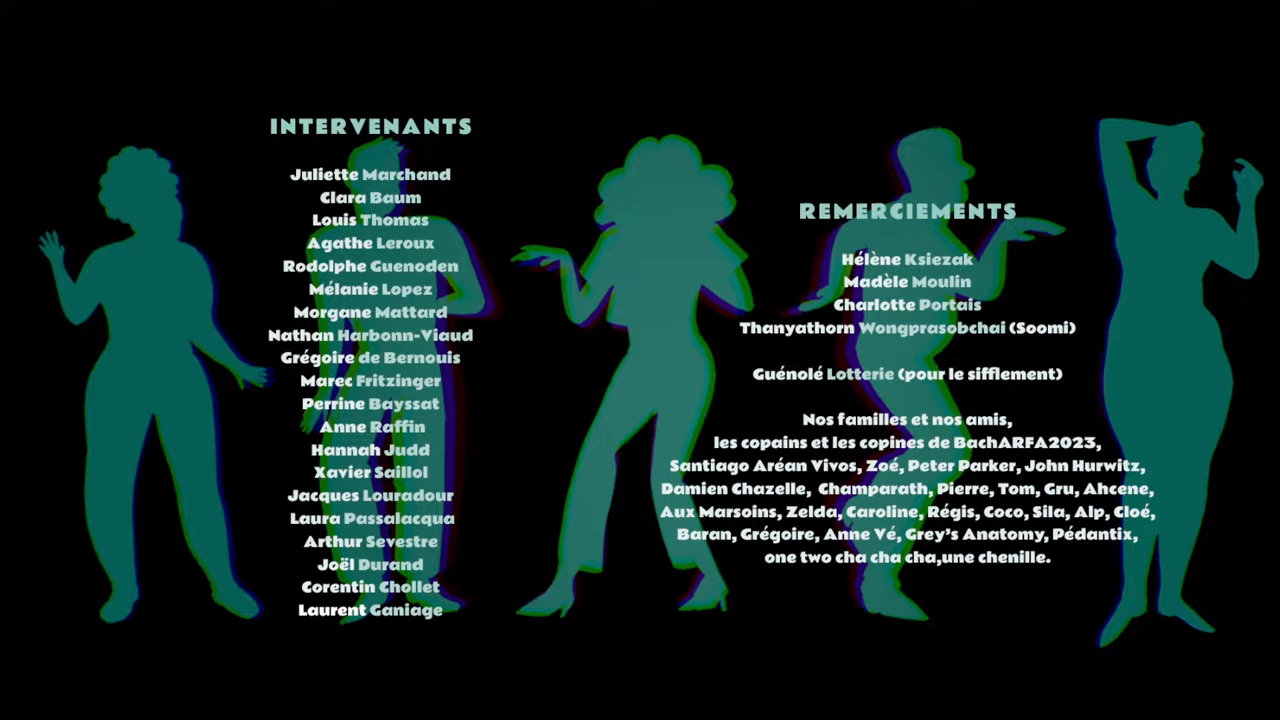 INTERVENANTS
Juliette Marchand
Clara Baum
Louis Thomas
Agathe Leroux
Rodolphe Guenoden
Mélanie Lopez
Morgane Mattard
Nathan Harbonn-Viaud
Grégoire de Bernouis
Marec Fritzinger
Perrine Bayssat
Anne Raffin
Hannah Judd
Xavier Saillol
Jacques Louradour
Laura Passalacqua
Arthur Sevestre
Joël Durand
Corentin Chollet
Laurent Ganiage
REMERCIEMENTS
Hélène Ksiezak
Madèle Moulin
Charlotte Portais
Thanyathorn Wongprasobchai (Soomi)
Guénolé Lotterie (pour le sifflement)
Nos familles et nos amis,
les copains et les copines de BachARFA2023,
Santiago Aréan Vivos, Zoé, Peter Parker, John Hurwitz,
Damien Chazelle, Champarath, Pierre, Tom, Gru, Ahcene,
Aux Marsoins, Zelda, Caroline, Régis, Coco, Sila, Alp, Cloé,
Baran, Grégoire, Anne Vé, Grey's Anatomy, Pédantix,
one two cha cha cha,une chenille.